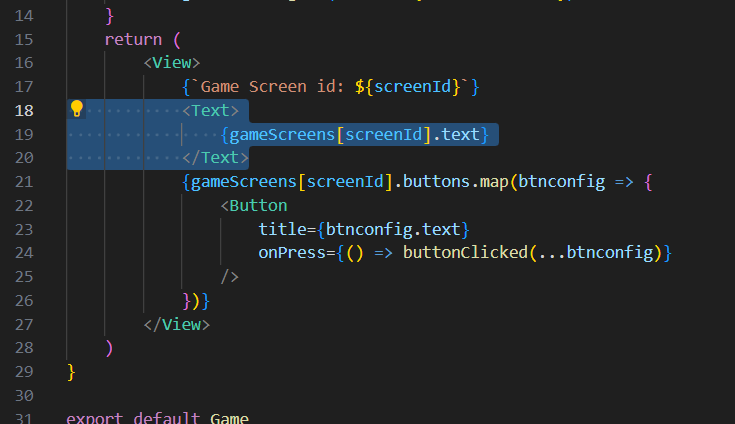 14 }
15 return (
16 <View>
17 {`Game Screen id: ${screenId}`}
18 <Text>
19 {gameScreens[screenId].text}
20 </Text>
21 {gameScreens[screenId].buttons.map(btnconfig => {
22 <Button
23 title={btnconfig.text}
24 onPress={() => buttonClicked(...btnconfig)}
25 />
26 })}
27 </View>
28 )
29 }
30
31 export default Game